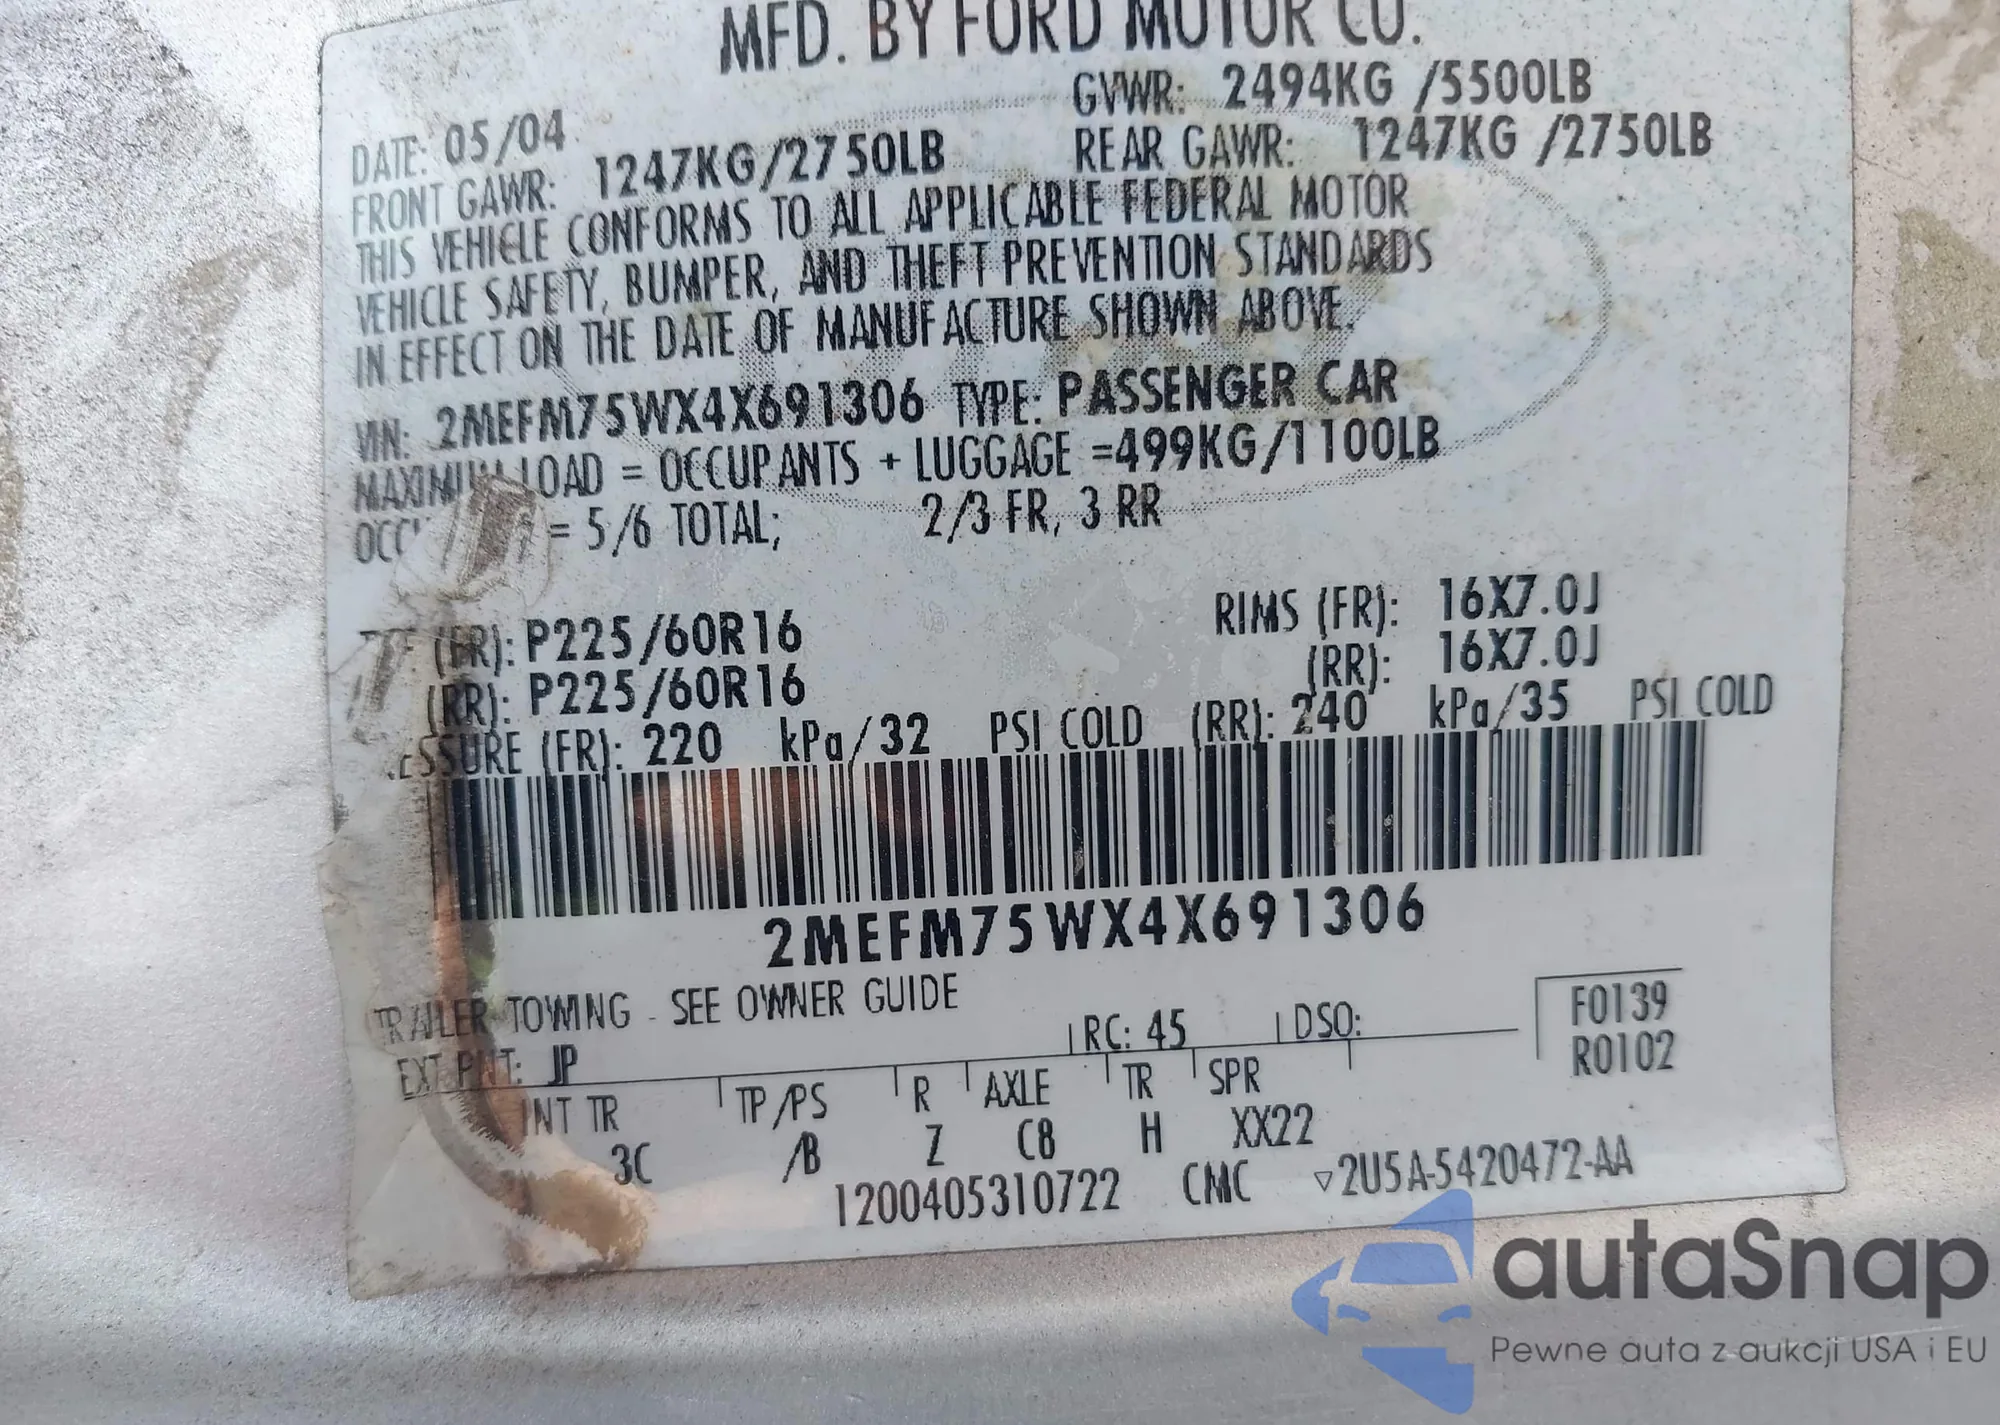 MFD. BY FORD MOTOR CO.
DATE: 05/04 GVWR: 2494KG /5500LB
FRONT GAWR: 1247KG/2750LB REAR GAWR: 1247KG /2750LB
THIS VEHICLE CONFORMS TO ALL APPLICABLE FEDERAL MOTOR
VEHICLE SAFETY, BUMPER, AND THEFT PREVENTION STANDARDS
IN EFFECT ON THE DATE OF MANUFACTURE SHOWN ABOVE.
VIN: 2MEFM75WX4X691306 TYPE: PASSENGER CAR
MAXIMUM LOAD = OCCUPANTS + LUGGAGE =499KG/1100LB
= 5/6 TOTAL; 2/3 FR, 3 RR
(FR): P225/60R16 RIMS (FR): 16X7.0J
(RR): P225/60R16 (RR): 16X7.0J
(FR): 220 kPa/32 PSI COLD (RR): 240 kPa/35 PSI COLD
2MEFM75WX4X691306
TRAILER TOWING - SEE OWNER GUIDE
EXT PNT: JP RC: 45 DSO: F0139
R0102
INT TR TP/PS R AXLE TR SPR
3C /B Z C8 H XX22
1200405310722 CMC ▽2U5A-5420472-AA
autaSnap
Pewne auta z aukcji USA i EU